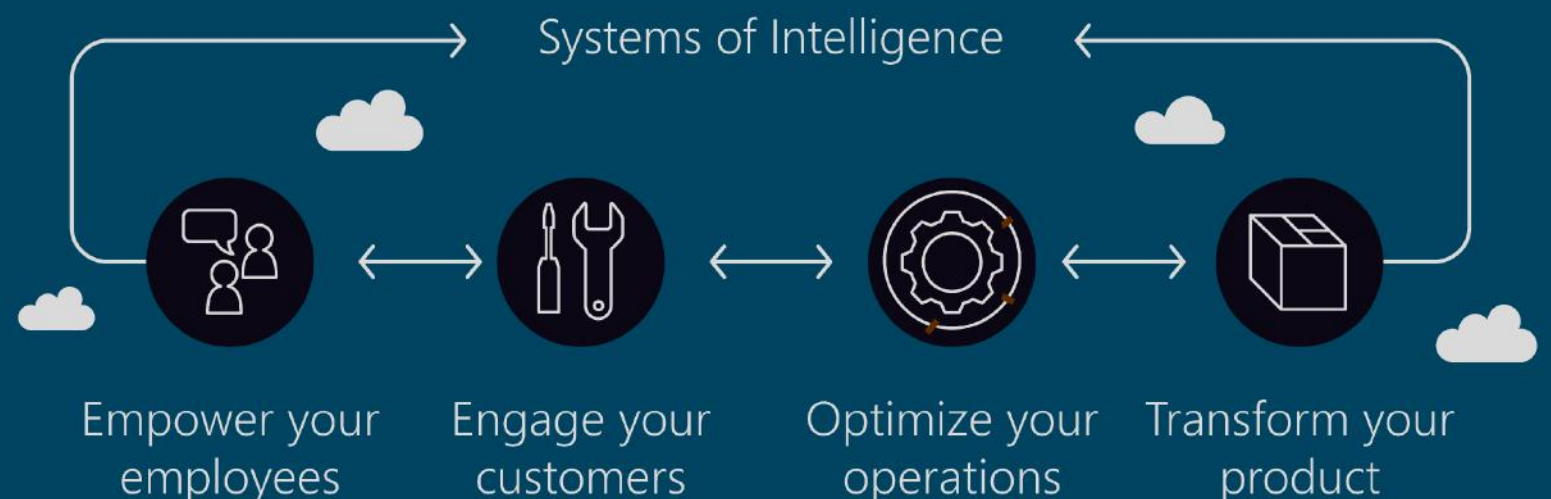 Systems of Intelligence
Empower your
employees
Engage your
customers
Optimize your
operations
Transform your
product